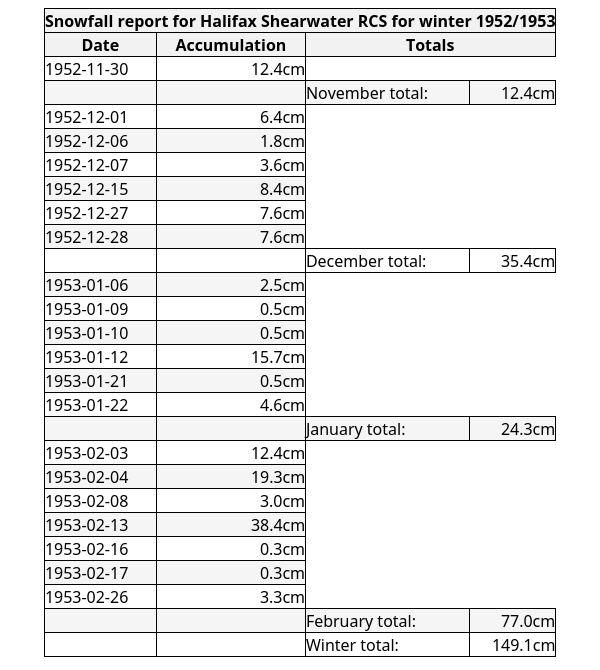 Snowfall report for Halifax Shearwater RCS for winter 1952/1953
Date Accumulation Totals
1952-11-30 12.4cm
November total: 12.4cm
1952-12-01 6.4cm
1952-12-06 1.8cm
1952-12-07 3.6cm
1952-12-15 8.4cm
1952-12-27 7.6cm
1952-12-28 7.6cm
December total: 35.4cm
1953-01-06 2.5cm
1953-01-09 0.5cm
1953-01-10 0.5cm
1953-01-12 15.7cm
1953-01-21 0.5cm
1953-01-22 4.6cm
January total: 24.3cm
1953-02-03 12.4cm
1953-02-04 19.3cm
1953-02-08 3.0cm
1953-02-13 38.4cm
1953-02-16 0.3cm
1953-02-17 0.3cm
1953-02-26 3.3cm
February total: 77.0cm
Winter total: 149.1cm